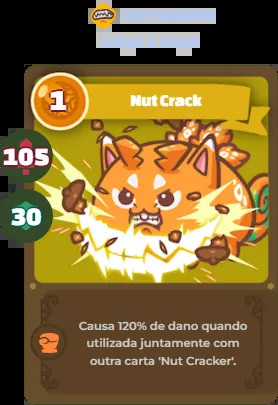 1
Nut Crack
105
30
Causa 120% de dano quando
utilizada juntamente com
outra carta 'Nut Cracker'.